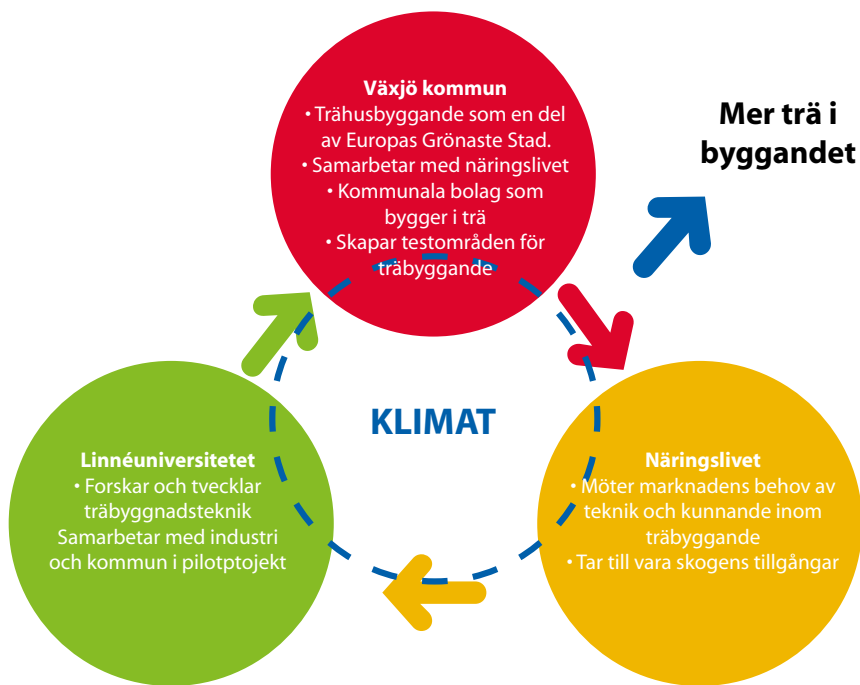 Växjö kommun
• Trähusbyggande som en del
av Europas Grönaste Stad.
• Samarbetar med näringslivet
• Kommunala bolag som
bygger i trä
• Skapar testområden för
träbyggande
Mer trä i
byggandet
KLIMAT
Linnéuniversitetet
• Forskar och tvecklar
träbyggnadsteknik
Samarbetar med industri
och kommun i pilotptojekt
Näringslivet
• Möter marknadens behov av
teknik och kunnande inom
träbyggande
• Tar till vara skogens tillgångar